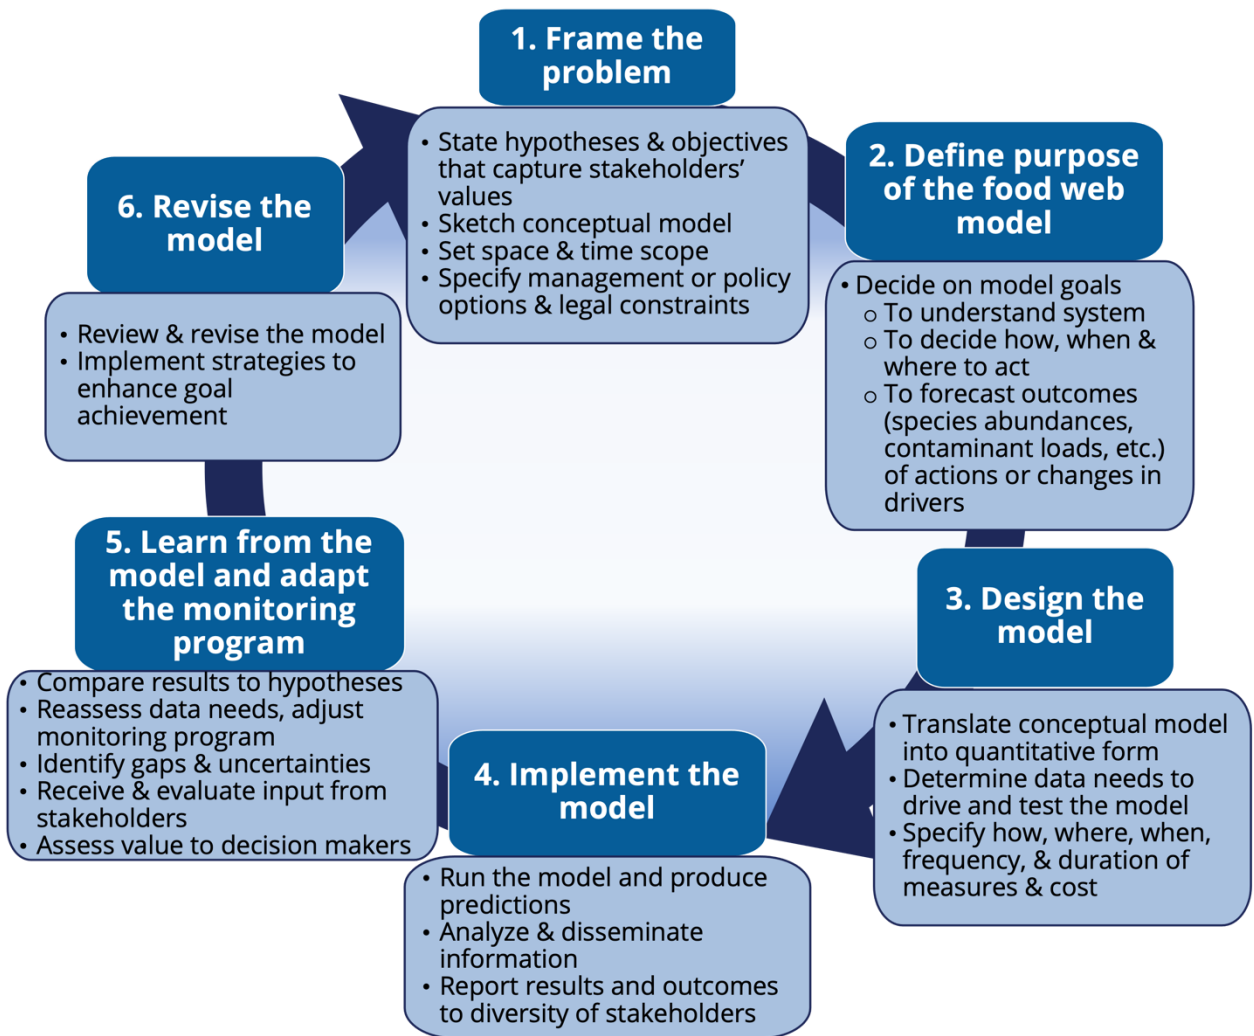 1. Frame the
problem
• State hypotheses & objectives
that capture stakeholders’
values
• Sketch conceptual model
• Set space & time scope
• Specify management or policy
options & legal constraints
2. Define purpose
of the food web
model
• Decide on model goals
o To understand system
o To decide how, when &
where to act
o To forecast outcomes
(species abundances,
contaminant loads, etc.)
of actions or changes in
drivers
3. Design the
model
• Translate conceptual model
into quantitative form
• Determine data needs to
drive and test the model
• Specify how, where, when,
frequency, & duration of
measures & cost
4. Implement the
model
• Run the model and produce
predictions
• Analyze & disseminate
information
• Report results and outcomes
to diversity of stakeholders
5. Learn from the
model and adapt
the monitoring
program
• Compare results to hypotheses
• Reassess data needs, adjust
monitoring program
• Identify gaps & uncertainties
• Receive & evaluate input from
stakeholders
• Assess value to decision makers
6. Revise the
model
• Review & revise the model
• Implement strategies to
enhance goal
achievement